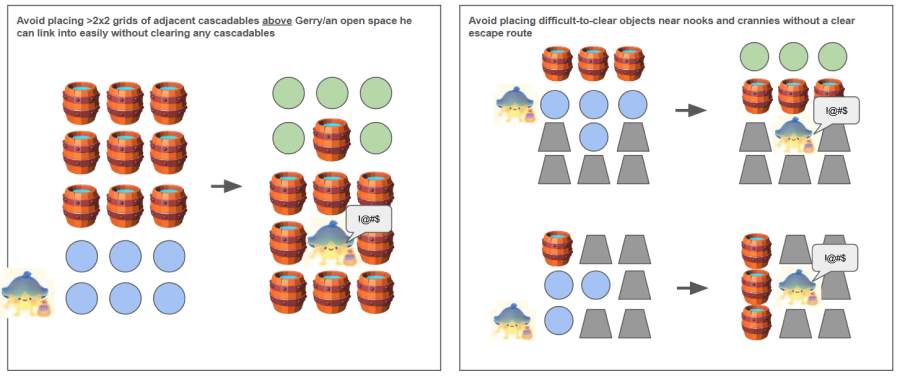 Avoid placing >2x2 grids of adjacent cascadables above Gerry/an open space he
can link into easily without clearing any cascadables
!@#$
Avoid placing difficult-to-clear objects near nooks and crannies without a clear
escape route
!@#$
!@#$